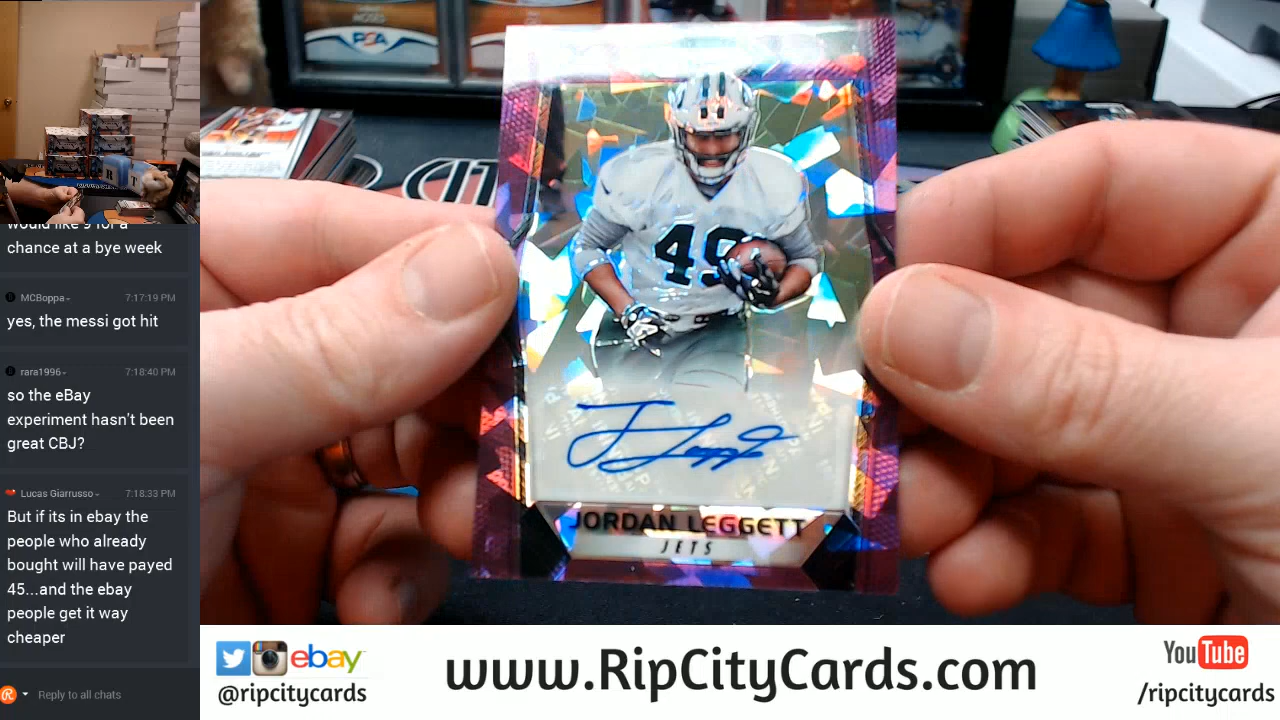 would like 9 for a
chance at a bye week
MCBoppa
7:17:19 PM
yes, the messi got hit
rara1996
7:18:40 PM
so the eBay
experiment hasn't been
great CBJ?
Lucas Giarrusso
7:18:33 PM
But if its in ebay the
people who already
bought will have payed
45...and the ebay
people get it way
cheaper
Reply to all chats
PSA
49
J Leggett
JORDAN LEGGETT
JETS
ebay
@ripcitycards
www.RipCityCards.com
YouTube
/ripcitycards